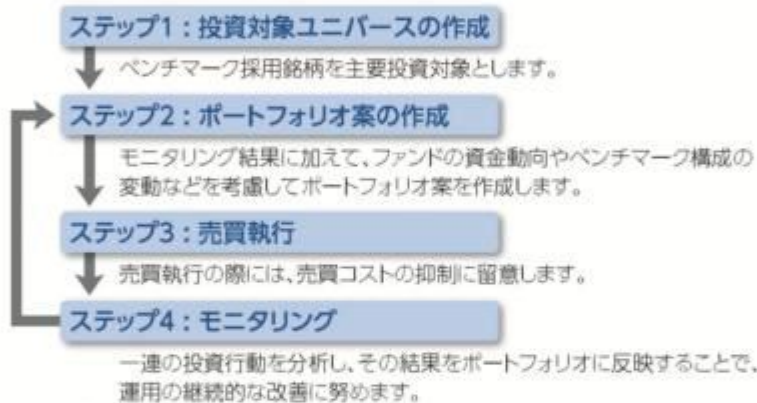 ステップ1：投資対象ユニバースの作成
ベンチマーク採用銘柄を主要投資対象とします。
ステップ2：ポートフォリオ案の作成
モニタリング結果に加えて、ファンドの資金動向やベンチマーク構成の
変動などを考慮してポートフォリオ案を作成します。
ステップ3：売買執行
売買執行の際には、売買コストの抑制に留意します。
ステップ4：モニタリング
一連の投資行動を分析し、その結果をポートフォリオに反映することで、
運用の継続的な改善に努めます。